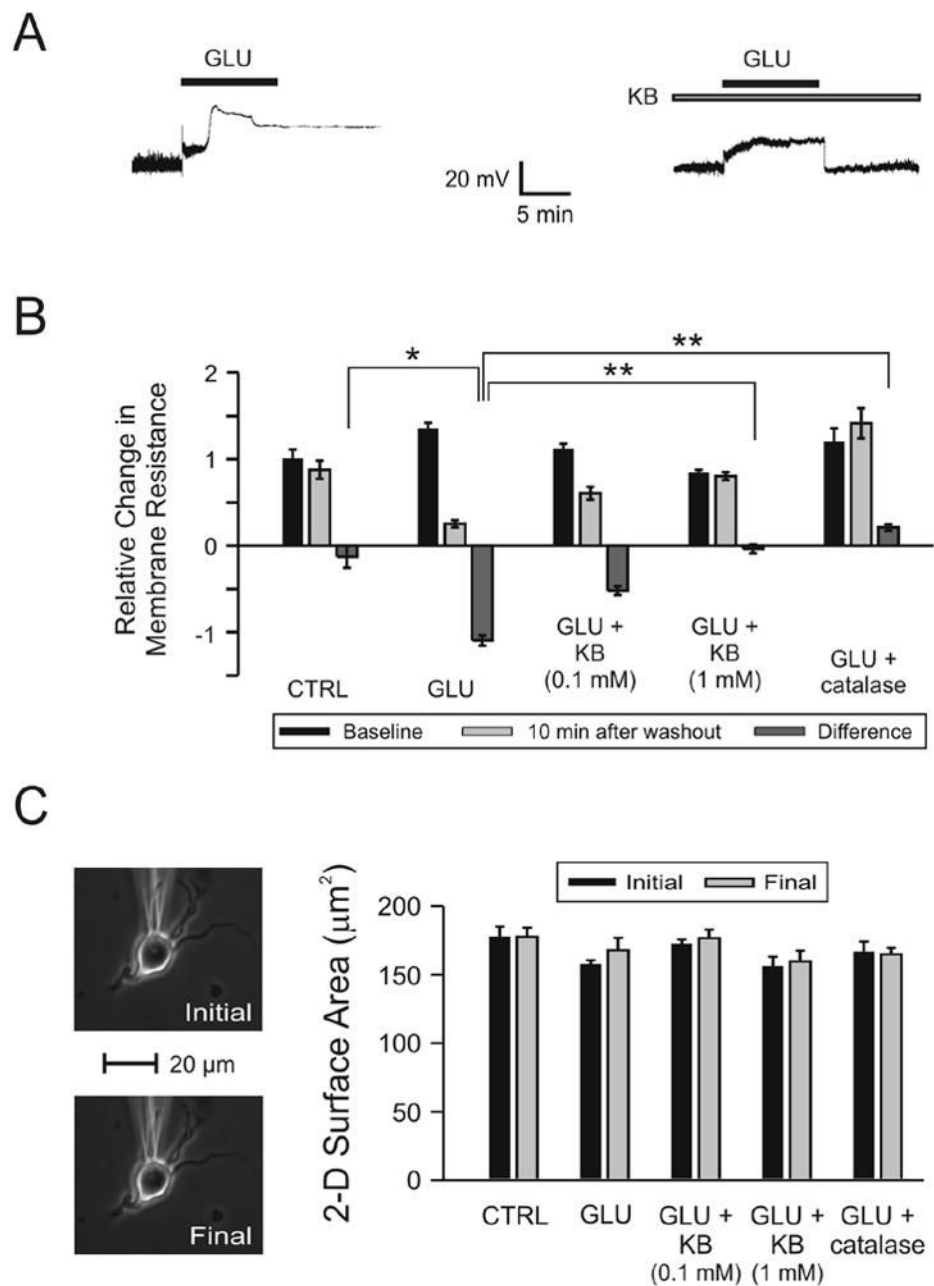 A
GLU
GLU
KB
20 mV
5 min
B
Relative Change in
Membrane Resistance
2
1
0
-1
*
**
**
CTRL
GLU
GLU +
KB
(0.1 mM)
GLU +
KB
(1 mM)
GLU +
catalase
Baseline
10 min after washout
Difference
C
Initial
20 µm
Final
2-D Surface Area (µm²)
Initial
Final
200
150
100
50
0
CTRL
GLU
GLU +
KB
(0.1 mM)
GLU +
KB
(1 mM)
GLU +
catalase